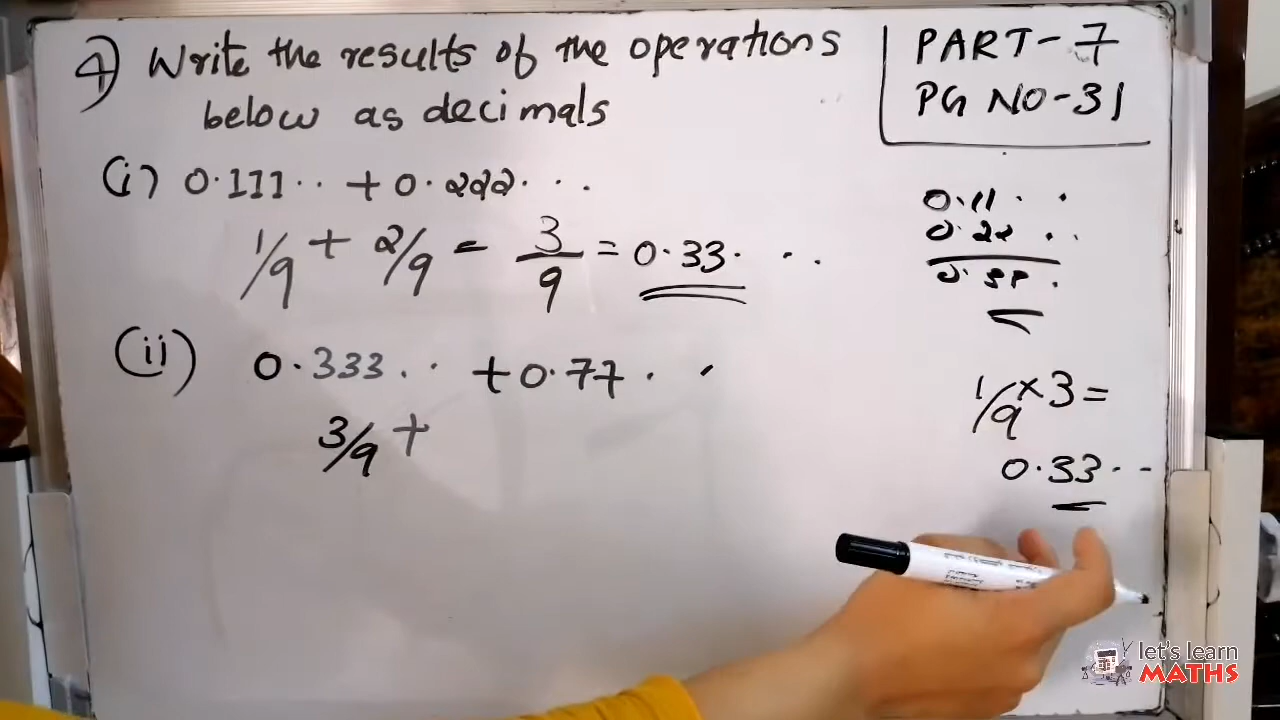 4) Write the results of the operations
below as decimals
PART-7
PG NO-31
(i) 0.111.. + 0.222...
1/9 + 2/9 = 3/9 = 0.33...
0.11..
0.22..
0.33.
(ii) 0.333.. + 0.77..
3/9 +
1/9 × 3 =
0.33..
let's learn
MATHS